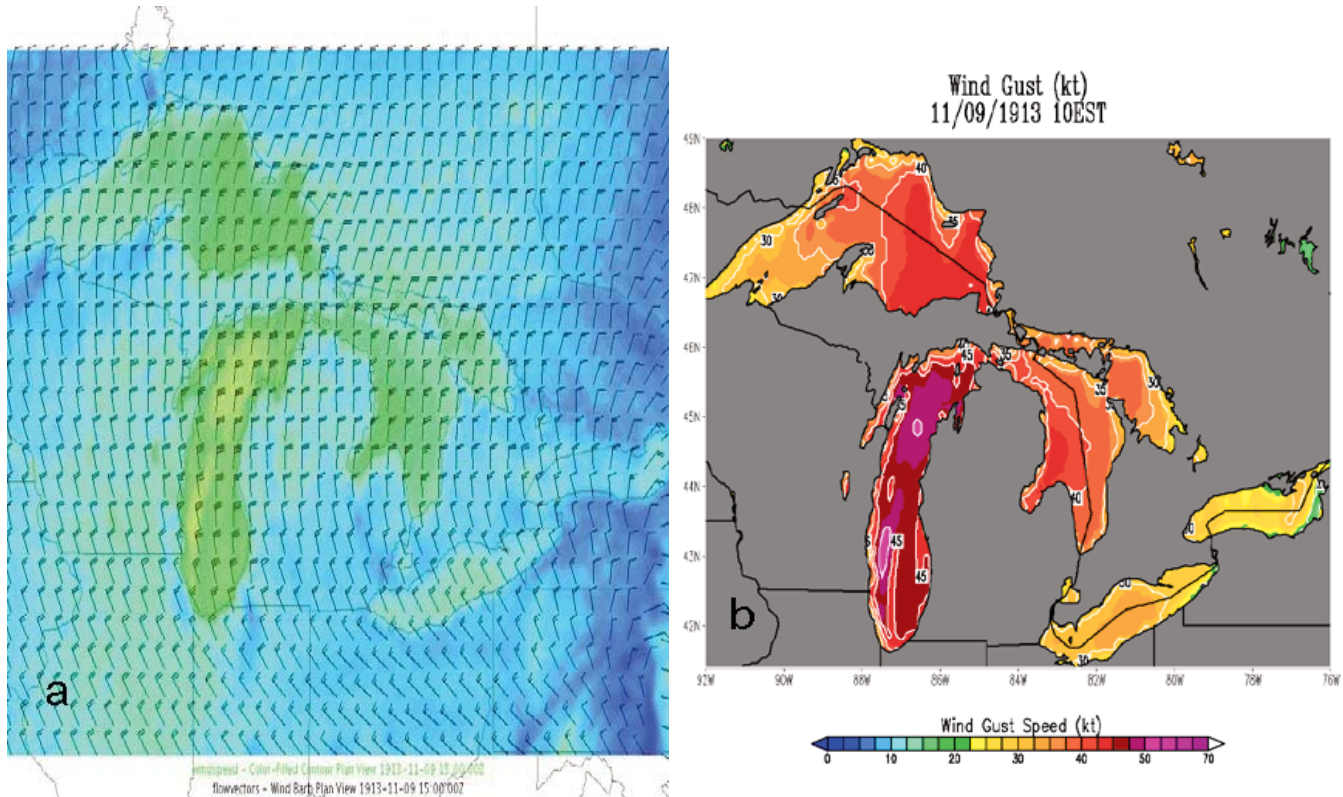 a
windspeed - Color-Filled Contour Plan View 1913-11-09 15:00:00Z
flowvectors - Wind Barb Plan View 1913-11-09 15:00:00Z
Wind Gust (kt)
11/09/1913 10EST
49N
48N
47N
46N
45N
44N
43N
42N
40
35
30
30
45
35
35
30
40
45
45
30
b
92W 90W 88W 86W 84W 82W 80W 78W 76W
Wind Gust Speed (kt)
0 10 20 30 40 50 60 70